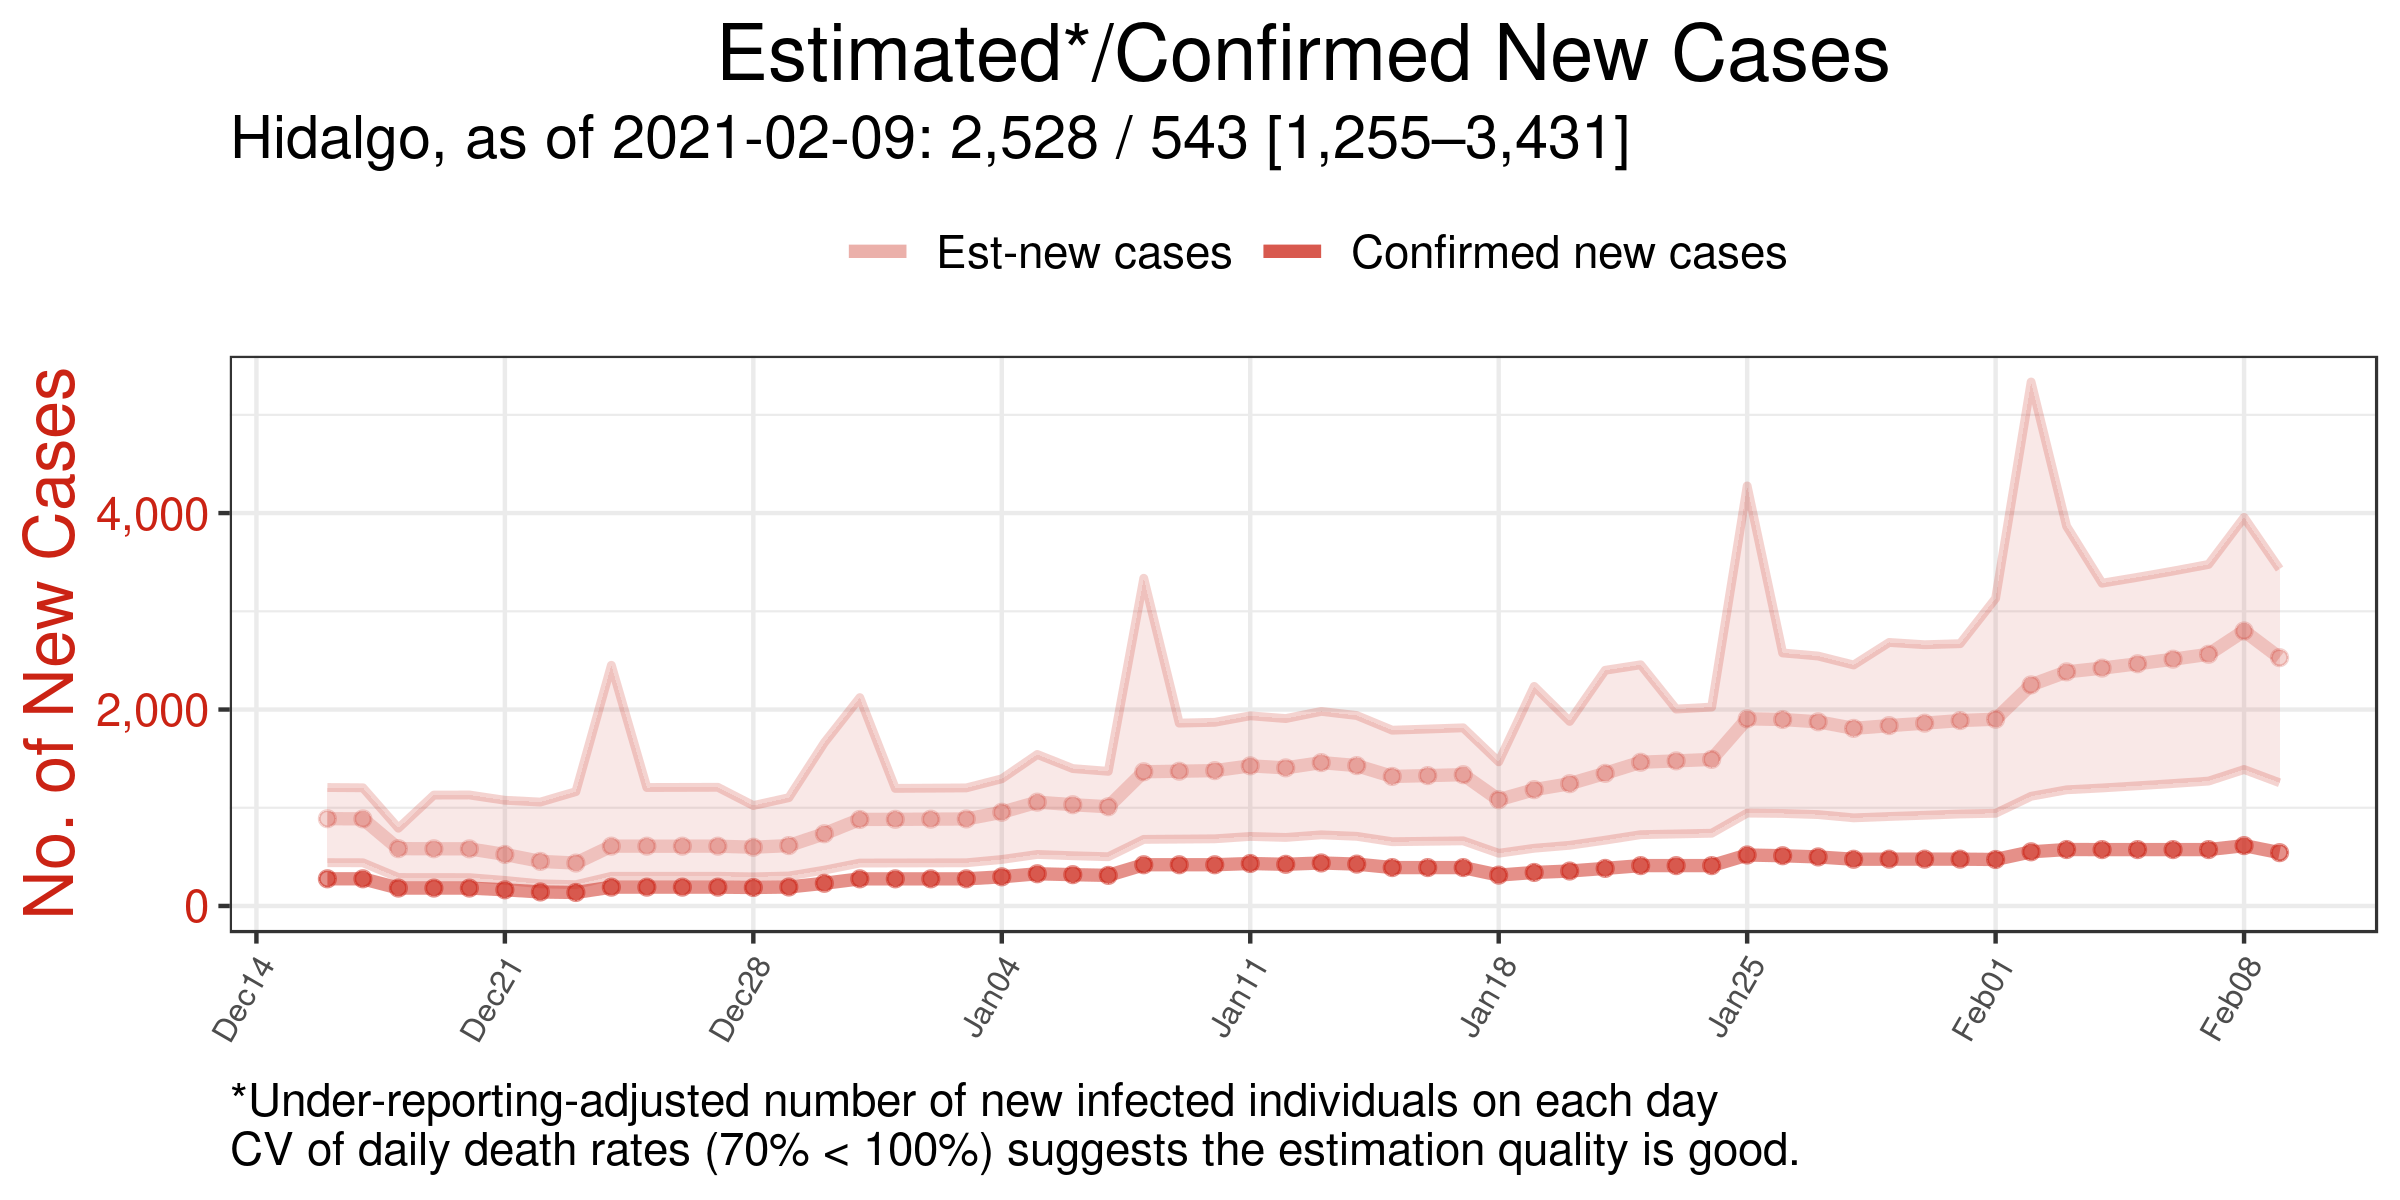 Estimated*/Confirmed New Cases
Hidalgo, as of 2021-02-09: 2,528 / 543 [1,255–3,431]
Est-new cases
Confirmed new cases
No. of New Cases
4,000
2,000
0
Dec14
Dec21
Dec28
Jan04
Jan11
Jan18
Jan25
Feb01
Feb08
*Under-reporting-adjusted number of new infected individuals on each day
CV of daily death rates (70% < 100%) suggests the estimation quality is good.